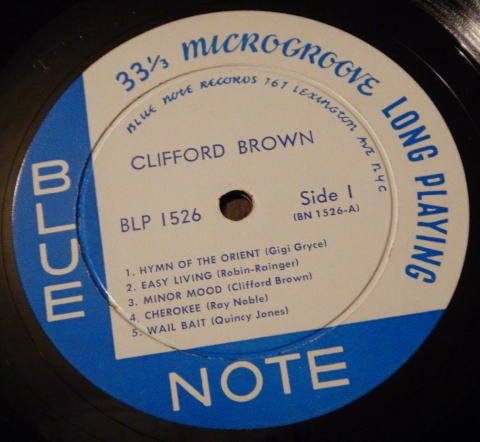 33⅓ MICROGROOVE LONG PLAYING
BLUE NOTE RECORDS 767 LEXINGTON AVE NYC
CLIFFORD BROWN
BLP 1526
Side 1
(BN 1526-A)
1. HYMN OF THE ORIENT (Gigi Gryce)
2. EASY LIVING (Robin-Rainger)
3. MINOR MOOD (Clifford Brown)
4. CHEROKEE (Ray Noble)
5. WAIL BAIT (Quincy Jones)
BLUE
NOTE